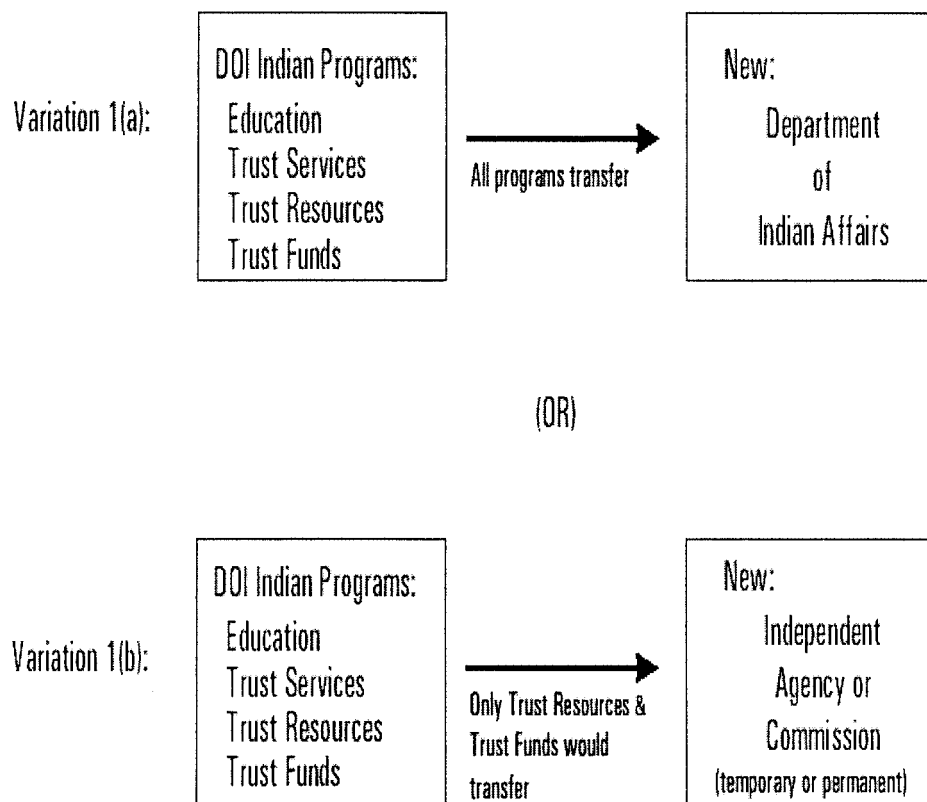 Variation 1(a):
DOI Indian Programs:
Education
Trust Services
Trust Resources
Trust Funds
All programs transfer
New:
Department
of
Indian Affairs
(OR)
Variation 1(b):
DOI Indian Programs:
Education
Trust Services
Trust Resources
Trust Funds
Only Trust Resources &
Trust Funds would
transfer
New:
Independent
Agency or
Commission
(temporary or permanent)